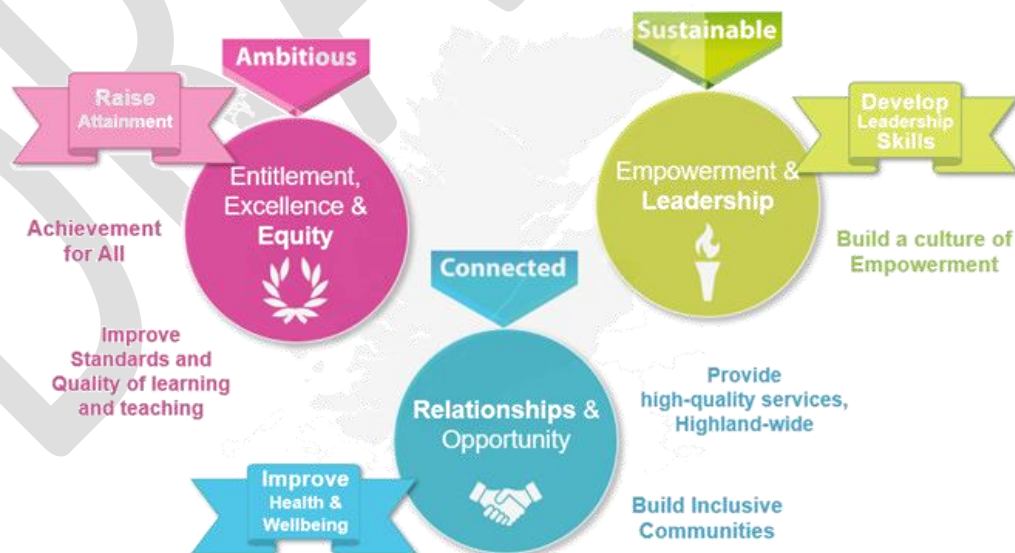 Ambitious
Raise
Attainment
Entitlement,
Excellence &
Equity
Achievement
for All
Improve
Standards and
Quality of learning
and teaching
Sustainable
Develop
Leadership
Skills
Empowerment &
Leadership
Build a culture of
Empowerment
Connected
Relationships &
Opportunity
Improve
Health &
Wellbeing
Provide
high-quality services,
Highland-wide
Build Inclusive
Communities